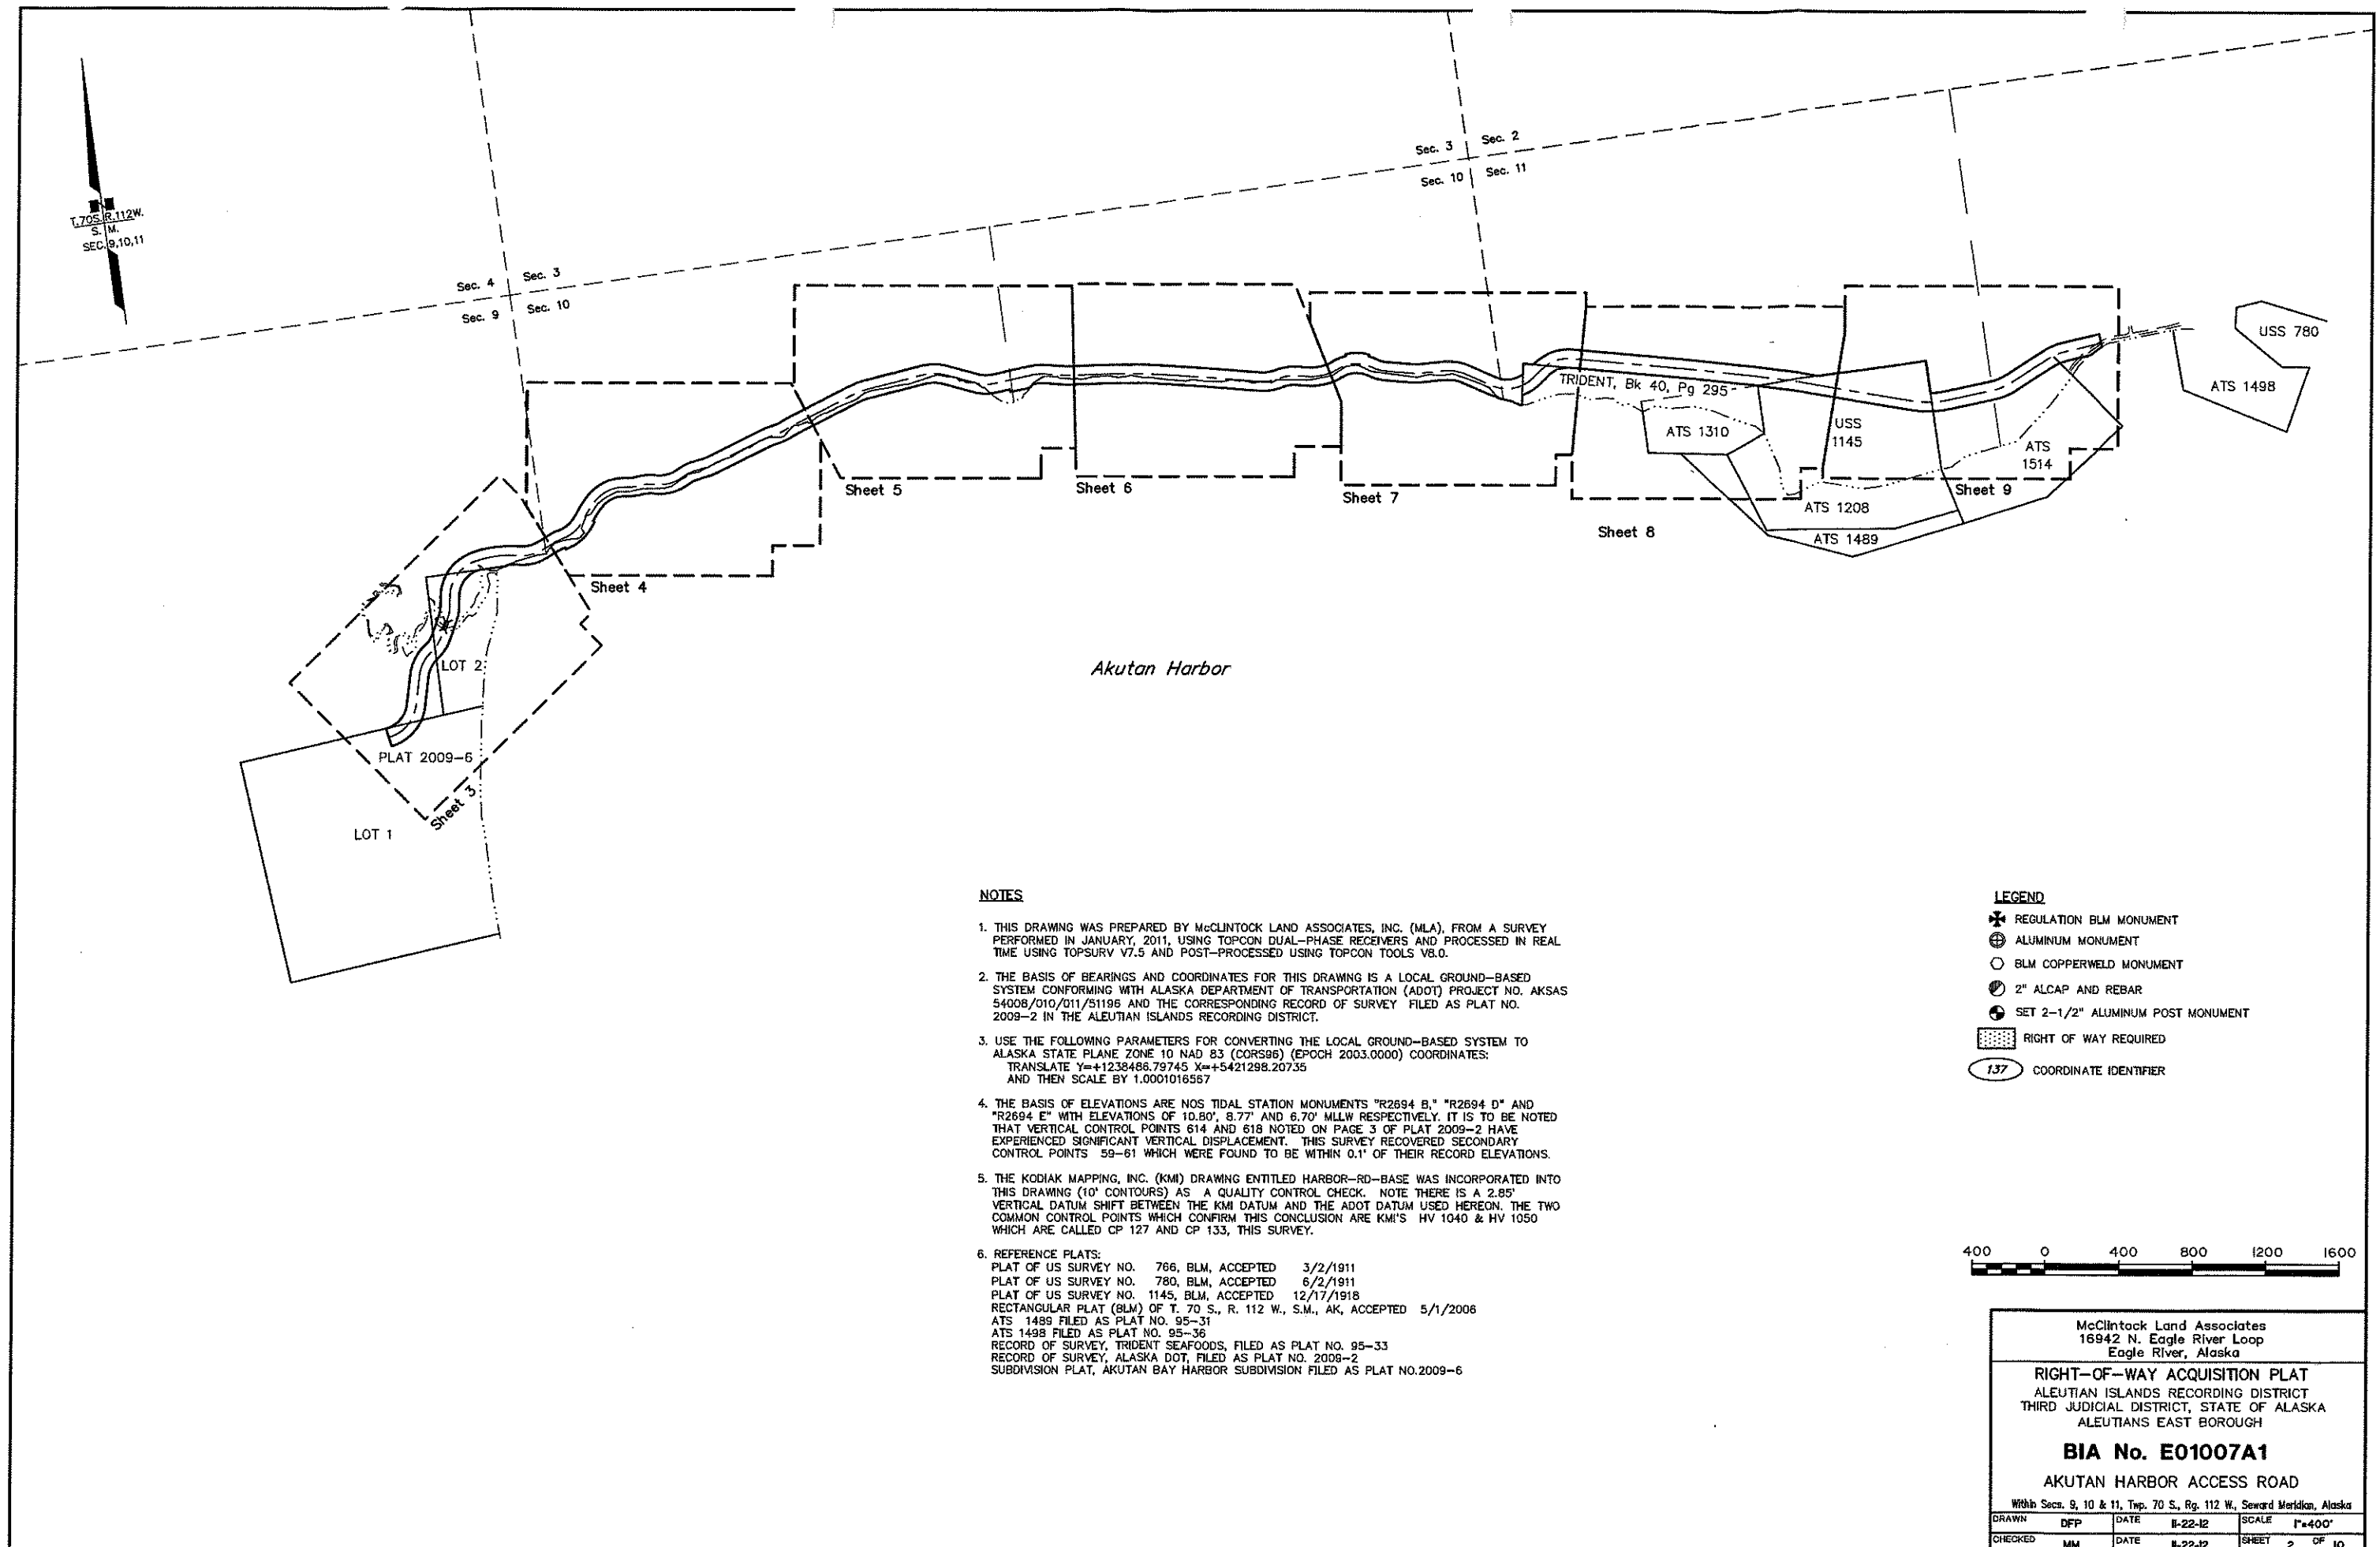 Sec. 3
Sec. 2
Sec. 10
Sec. 11
T.70S. R.112W.
S. M.
SEC. 9,10,11
Sec. 4
Sec. 3
Sec. 9
Sec. 10
USS 780
ATS 1498
TRIDENT, Bk 40, Pg 295
ATS 1310
USS
1145
ATS
1514
Sheet 5
Sheet 6
Sheet 7
Sheet 9
ATS 1208
Sheet 8
ATS 1489
Sheet 4
LOT 2
Akutan Harbor
PLAT 2009-6
Sheet 3
LOT 1
NOTES
1. THIS DRAWING WAS PREPARED BY McCLINTOCK LAND ASSOCIATES, INC. (MLA), FROM A SURVEY
PERFORMED IN JANUARY, 2011, USING TOPCON DUAL-PHASE RECEIVERS AND PROCESSED IN REAL
TIME USING TOPSURV V7.5 AND POST-PROCESSED USING TOPCON TOOLS V8.0.
2. THE BASIS OF BEARINGS AND COORDINATES FOR THIS DRAWING IS A LOCAL GROUND-BASED
SYSTEM CONFORMING WITH ALASKA DEPARTMENT OF TRANSPORTATION (ADOT) PROJECT NO. AKSAS
54008/010/011/51196 AND THE CORRESPONDING RECORD OF SURVEY FILED AS PLAT NO.
2009-2 IN THE ALEUTIAN ISLANDS RECORDING DISTRICT.
3. USE THE FOLLOWING PARAMETERS FOR CONVERTING THE LOCAL GROUND-BASED SYSTEM TO
ALASKA STATE PLANE ZONE 10 NAD 83 (CORS96) (EPOCH 2003.0000) COORDINATES:
TRANSLATE Y=+1238486.79745 X=+5421298.20735
AND THEN SCALE BY 1.0001016567
4. THE BASIS OF ELEVATIONS ARE NOS TIDAL STATION MONUMENTS "R2694 B," "R2694 D" AND
"R2694 E" WITH ELEVATIONS OF 10.80', 8.77' AND 6.70' MLLW RESPECTIVELY. IT IS TO BE NOTED
THAT VERTICAL CONTROL POINTS 614 AND 618 NOTED ON PAGE 3 OF PLAT 2009-2 HAVE
EXPERIENCED SIGNIFICANT VERTICAL DISPLACEMENT. THIS SURVEY RECOVERED SECONDARY
CONTROL POINTS 59-61 WHICH WERE FOUND TO BE WITHIN 0.1' OF THEIR RECORD ELEVATIONS.
5. THE KODIAK MAPPING, INC. (KMI) DRAWING ENTITLED HARBOR-RD-BASE WAS INCORPORATED INTO
THIS DRAWING (10' CONTOURS) AS A QUALITY CONTROL CHECK. NOTE THERE IS A 2.85'
VERTICAL DATUM SHIFT BETWEEN THE KMI DATUM AND THE ADOT DATUM USED HEREON. THE TWO
COMMON CONTROL POINTS WHICH CONFIRM THIS CONCLUSION ARE KMI'S HV 1040 & HV 1050
WHICH ARE CALLED CP 127 AND CP 133, THIS SURVEY.
6. REFERENCE PLATS:
PLAT OF US SURVEY NO. 766, BLM, ACCEPTED 3/2/1911
PLAT OF US SURVEY NO. 780, BLM, ACCEPTED 6/2/1911
PLAT OF US SURVEY NO. 1145, BLM, ACCEPTED 12/17/1918
RECTANGULAR PLAT (BLM) OF T. 70 S., R. 112 W., S.M., AK, ACCEPTED 5/1/2006
ATS 1489 FILED AS PLAT NO. 95-31
ATS 1498 FILED AS PLAT NO. 95-36
RECORD OF SURVEY, TRIDENT SEAFOODS, FILED AS PLAT NO. 95-33
RECORD OF SURVEY, ALASKA DOT, FILED AS PLAT NO. 2009-2
SUBDIVISION PLAT, AKUTAN BAY HARBOR SUBDIVISION FILED AS PLAT NO.2009-6
LEGEND
REGULATION BLM MONUMENT
ALUMINUM MONUMENT
BLM COPPERWELD MONUMENT
2" ALCAP AND REBAR
SET 2-1/2" ALUMINUM POST MONUMENT
RIGHT OF WAY REQUIRED
137 COORDINATE IDENTIFIER
400 0 400 800 1200 1600
McClintock Land Associates
16942 N. Eagle River Loop
Eagle River, Alaska
RIGHT-OF-WAY ACQUISITION PLAT
ALEUTIAN ISLANDS RECORDING DISTRICT
THIRD JUDICIAL DISTRICT, STATE OF ALASKA
ALEUTIANS EAST BOROUGH
BIA No. E01007A1
AKUTAN HARBOR ACCESS ROAD
Within Secs. 9, 10 & 11, Twp. 70 S., Rg. 112 W., Seward Meridian, Alaska
DRAWN DFP DATE 11-22-12 SCALE 1"=400'
CHECKED MM DATE 11-22-12 SHEET 2 OF 10